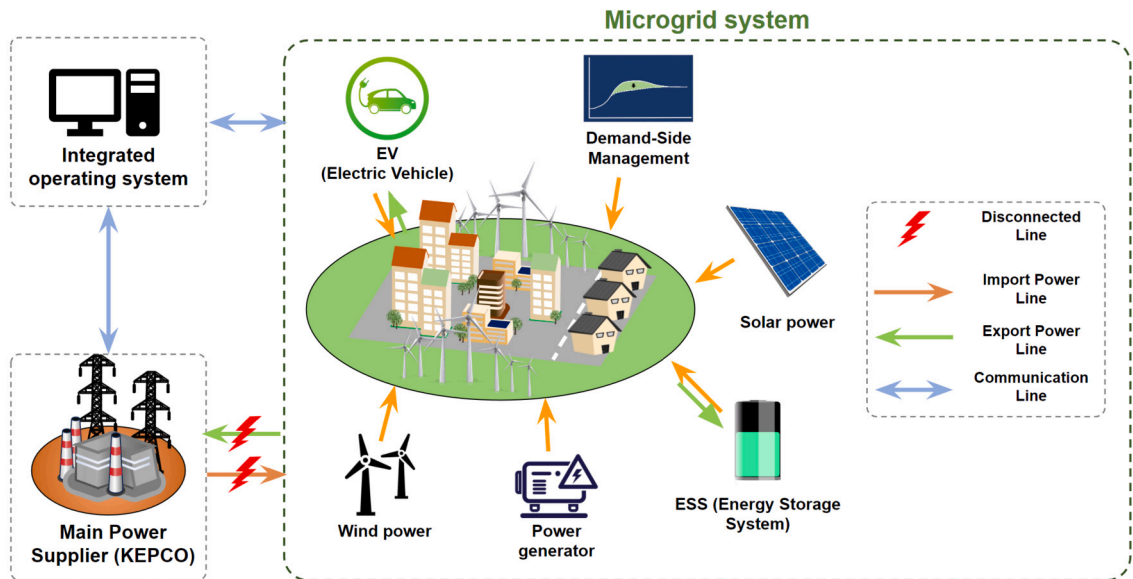 Microgrid system
Integrated
operating system
EV
(Electric Vehicle)
Demand-Side
Management
Solar power
Disconnected
Line
Import Power
Line
Export Power
Line
Communication
Line
Main Power
Supplier (KEPCO)
Wind power
Power
generator
ESS (Energy Storage
System)